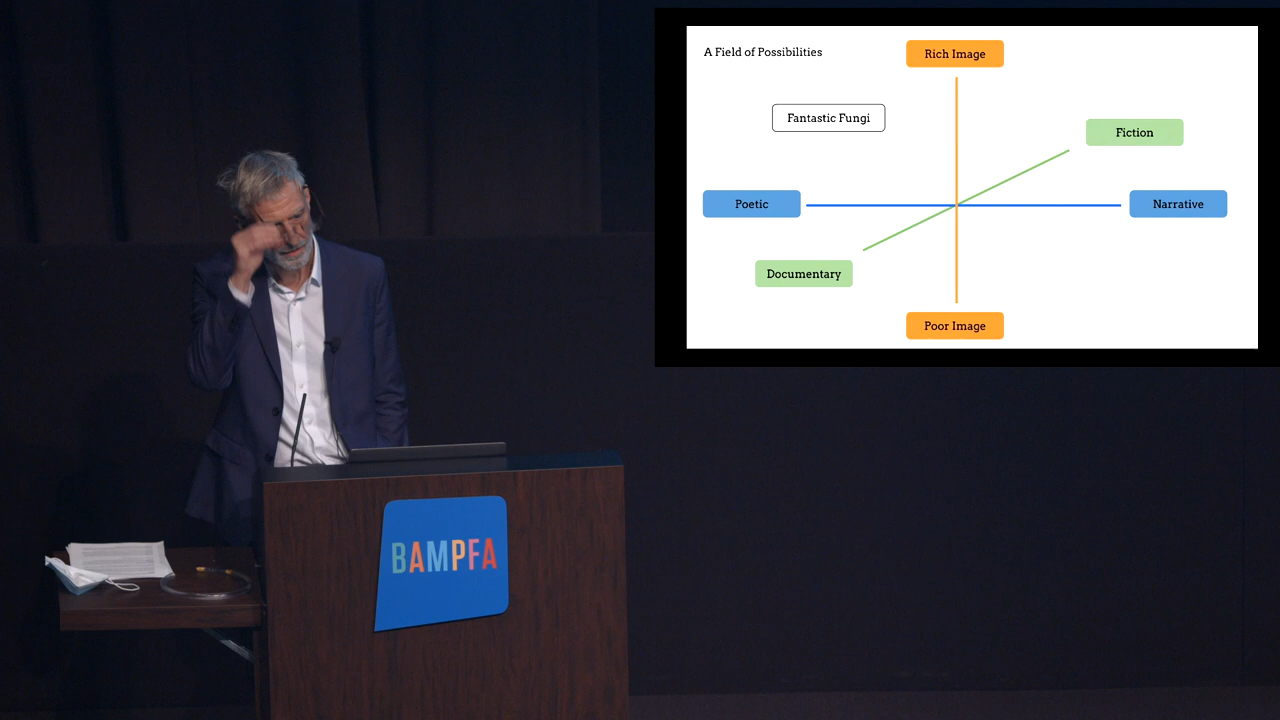 A Field of Possibilities
Rich Image
Fantastic Fungi
Fiction
Poetic
Narrative
Documentary
Poor Image
BAMPFA